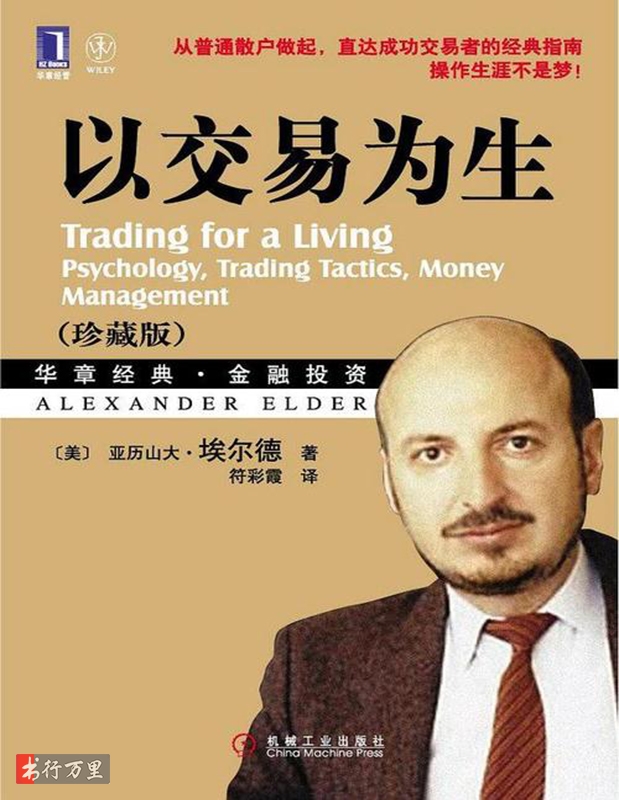 HZ Books
华章经管
WILEY
从普通散户做起，直达成功交易者的经典指南
操作生涯不是梦！
以交易为生
Trading for a Living
Psychology, Trading Tactics, Money
Management
（珍藏版）
华章经典·金融投资
ALEXANDER ELDER
〔美〕 亚历山大·埃尔德 著
符彩霞 译
机械工业出版社
China Machine Press
书行万里